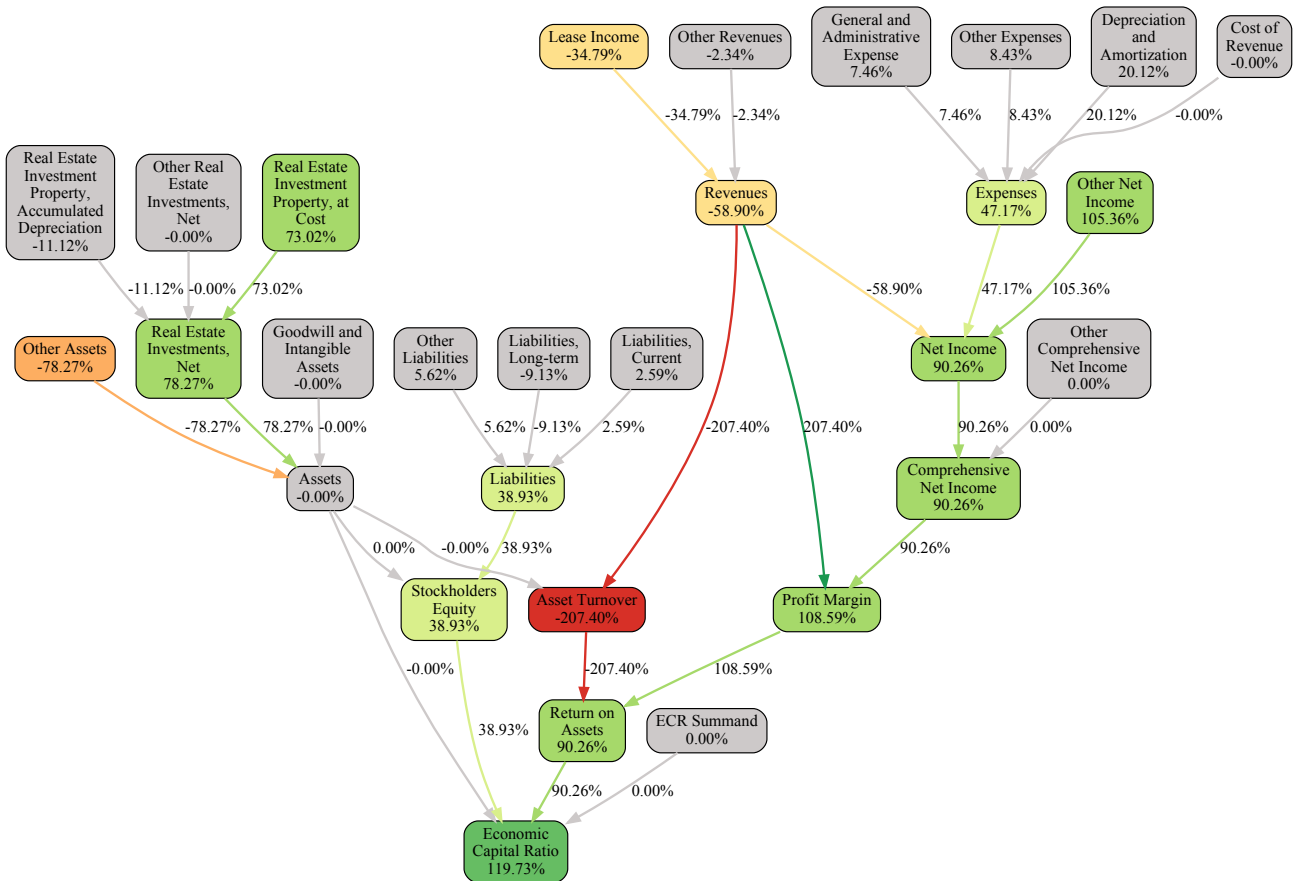 Lease Income
-34.79%
Other Revenues
-2.34%
General and
Administrative
Expense
7.46%
Other Expenses
8.43%
Depreciation
and
Amortization
20.12%
Cost of
Revenue
-0.00%
-34.79%
-2.34%
7.46%
8.43%
20.12%
-0.00%
Real Estate
Investment
Property,
Accumulated
Depreciation
-11.12%
Other Real
Estate
Investments,
Net
-0.00%
Real Estate
Investment
Property, at
Cost
73.02%
Revenues
-58.90%
Expenses
47.17%
Other Net
Income
105.36%
-11.12%
-0.00%
73.02%
-58.90%
47.17%
105.36%
Other Assets
-78.27%
Real Estate
Investments,
Net
78.27%
Goodwill and
Intangible
Assets
-0.00%
Other
Liabilities
5.62%
Liabilities,
Long-term
-9.13%
Liabilities,
Current
2.59%
Net Income
90.26%
Other
Comprehensive
Net Income
0.00%
-78.27%
78.27%
-0.00%
5.62%
-9.13%
2.59%
-207.40%
207.40%
90.26%
0.00%
Assets
-0.00%
Liabilities
38.93%
Comprehensive
Net Income
90.26%
0.00%
-0.00%
38.93%
90.26%
Stockholders
Equity
38.93%
Asset Turnover
-207.40%
Profit Margin
108.59%
-0.00%
-207.40%
108.59%
38.93%
Return on
Assets
90.26%
ECR Summand
0.00%
90.26%
0.00%
Economic
Capital Ratio
119.73%